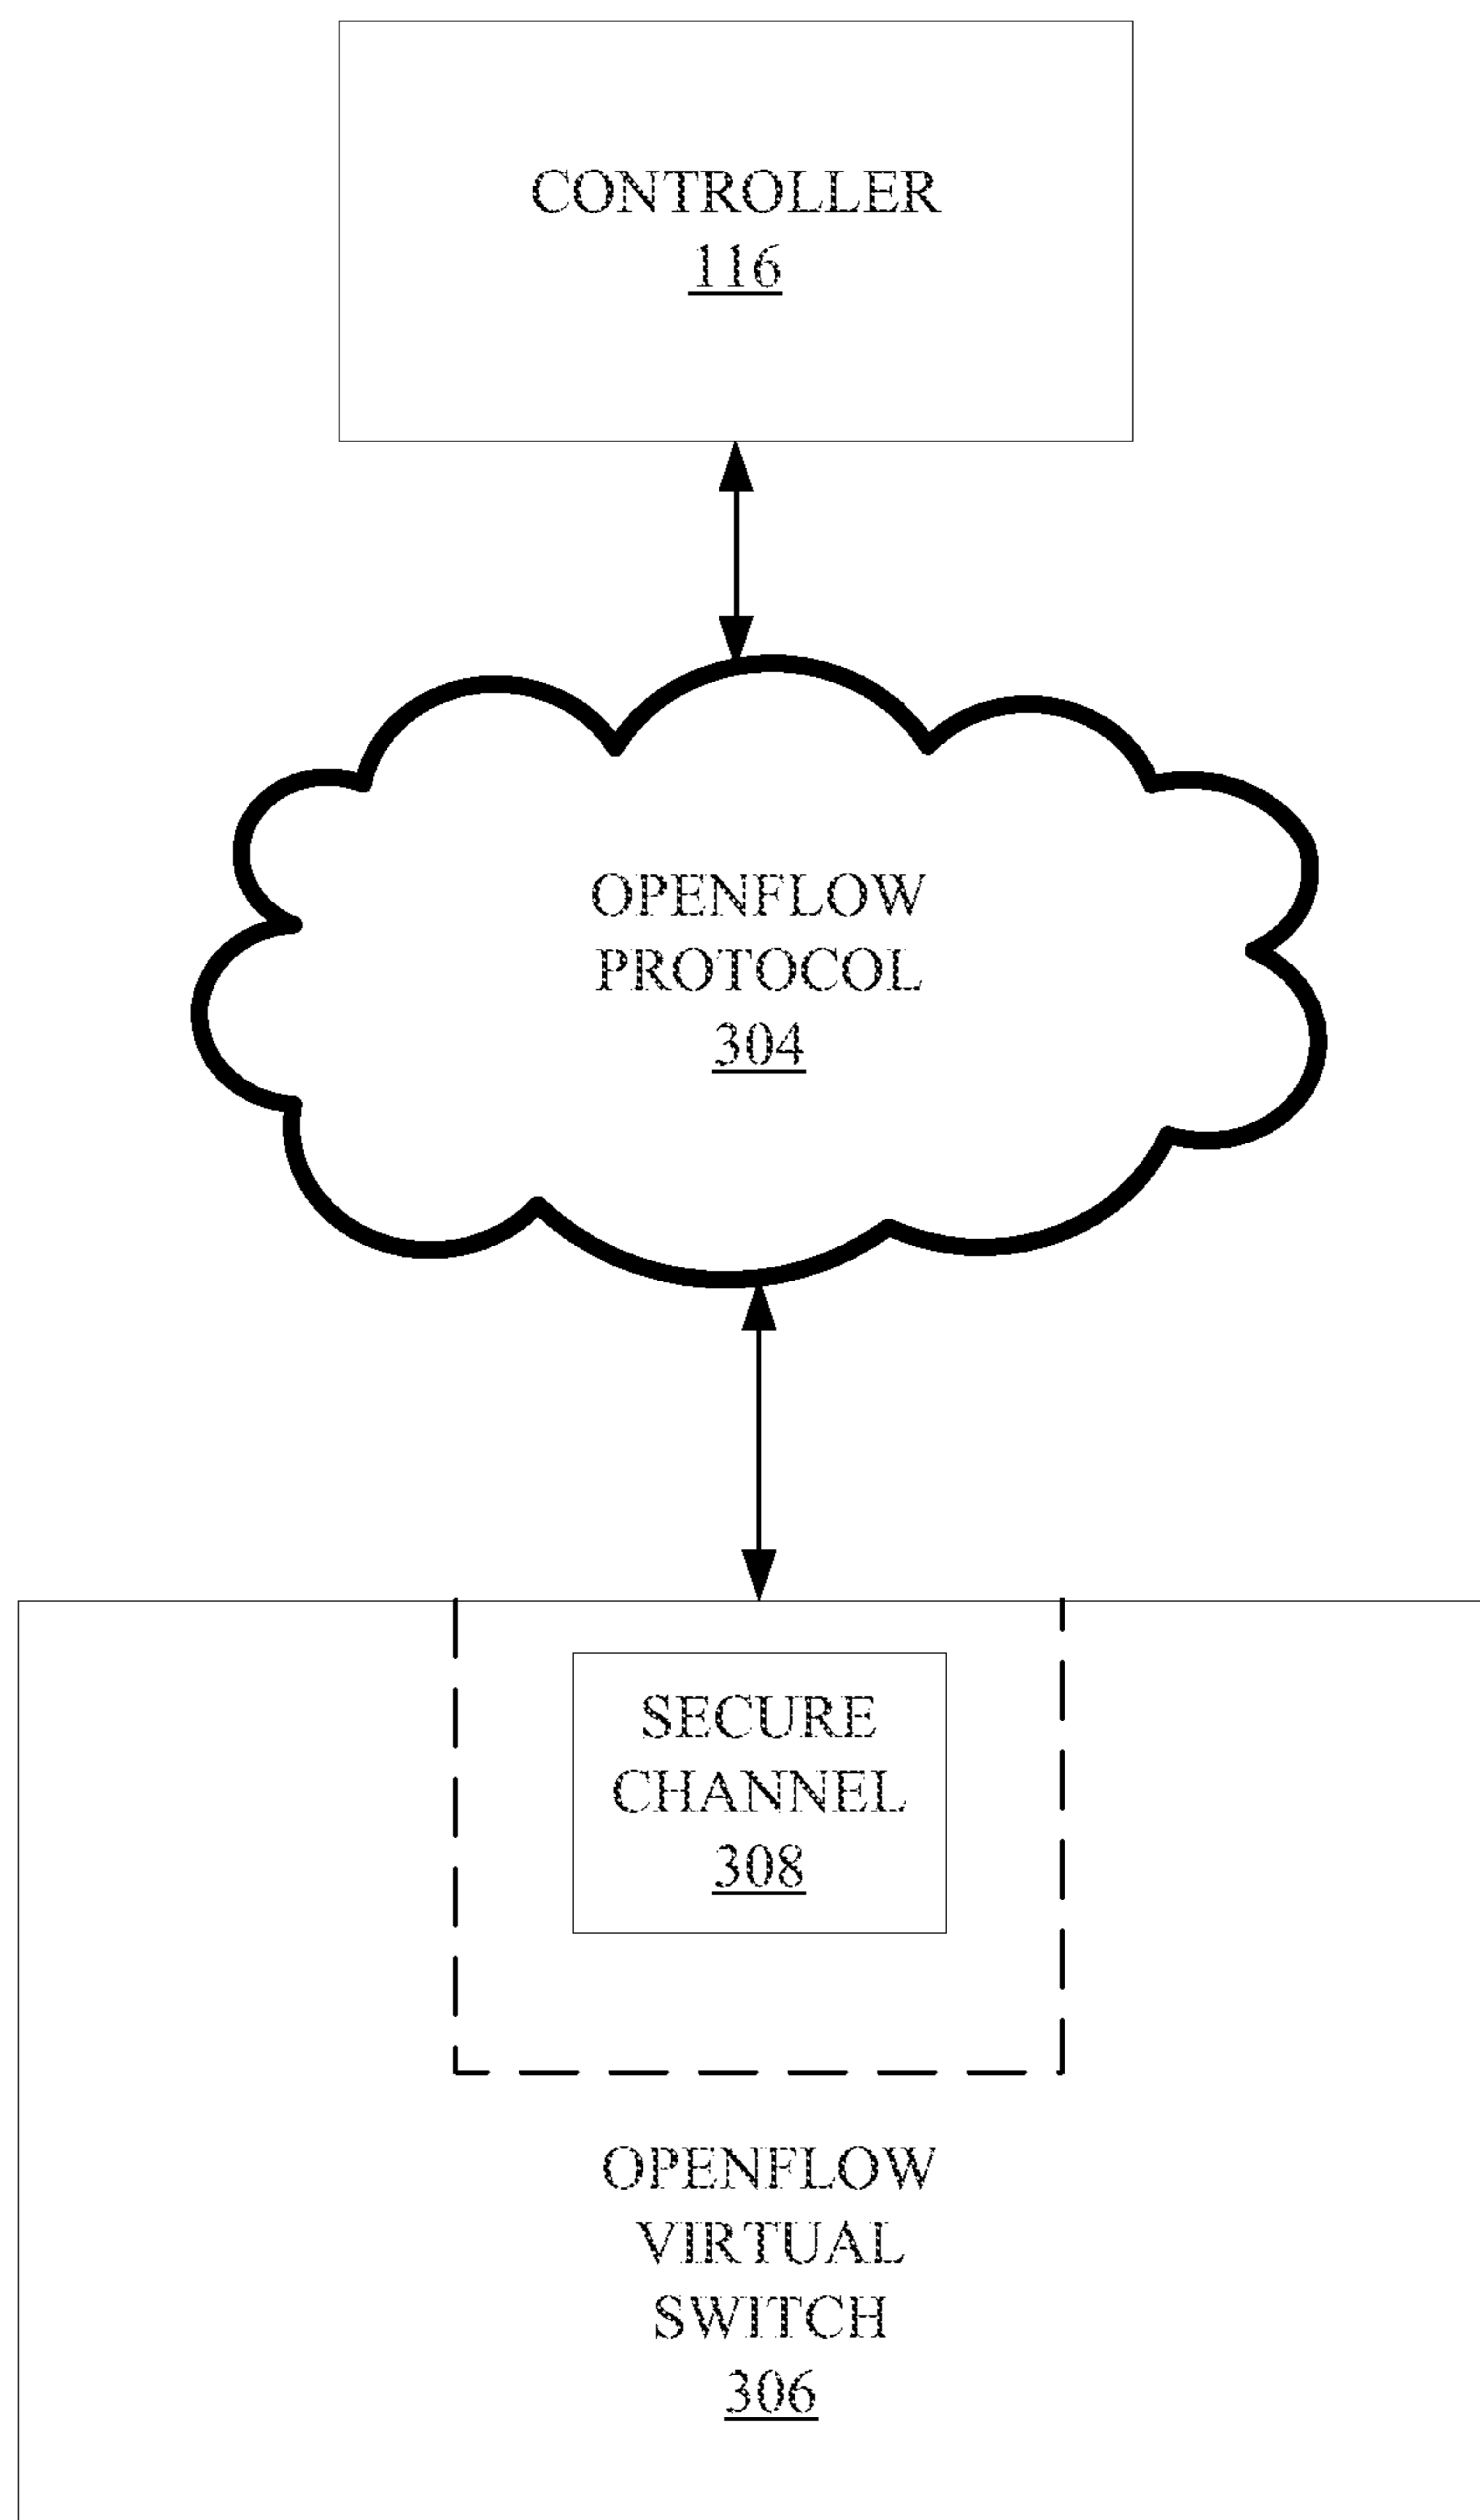 CONTROLLER
116
OPENFLOW
PROTOCOL
304
SECURE
CHANNEL
308
OPENFLOW
VIRTUAL
SWITCH
306